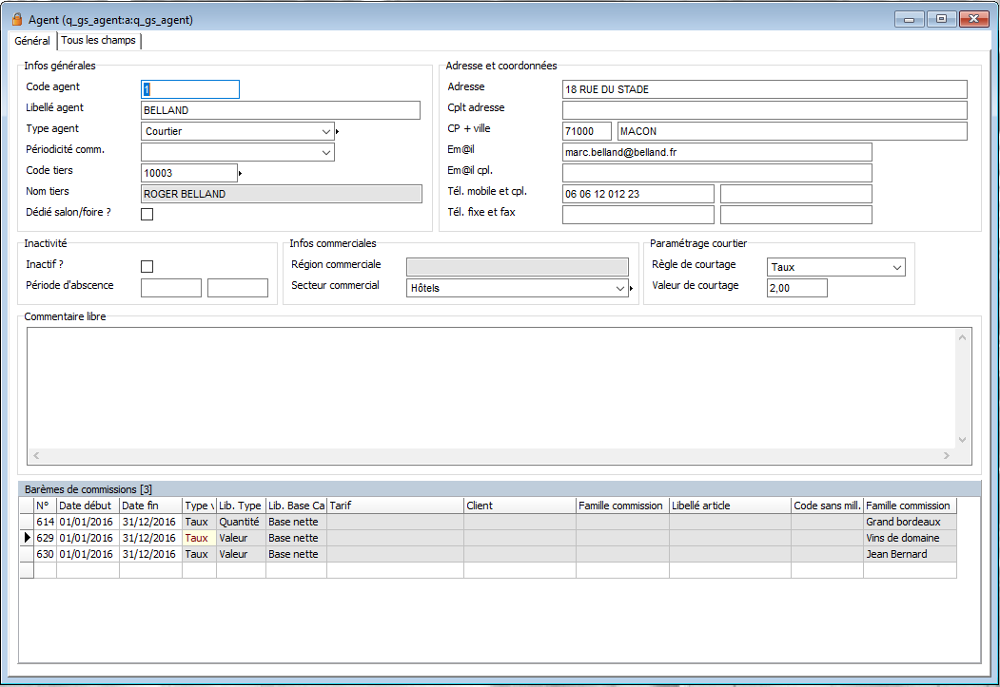 Agent (q_gs_agent:a:q_gs_agent)
Général Tous les champs
Infos générales
Code agent 1
Libellé agent BELLAND
Type agent Courtier
Périodicité comm.
Code tiers 10003
Nom tiers ROGER BELLAND
Dédié salon/foire ?
Adresse et coordonnées
Adresse 18 RUE DU STADE
Cplt adresse
CP + ville 71000 MACON
Em@il marc.belland@belland.fr
Em@il cpl.
Tél. mobile et cpl. 06 06 12 012 23
Tél. fixe et fax
Inactivité
Inactif ?
Période d'abscence
Infos commerciales
Région commerciale
Secteur commercial Hôtels
Paramétrage courtier
Règle de courtage Taux
Valeur de courtage 2,00
Commentaire libre
Barèmes de commissions [3]
N° Date début Date fin Type v Lib. Type Lib. Base Ca Tarif Client Famille commission Libellé article Code sans mill. Famille commission
614 01/01/2016 31/12/2016 Taux Quantité Base nette Grand bordeaux
629 01/01/2016 31/12/2016 Taux Valeur Base nette Vins de domaine
630 01/01/2016 31/12/2016 Taux Valeur Base nette Jean Bernard